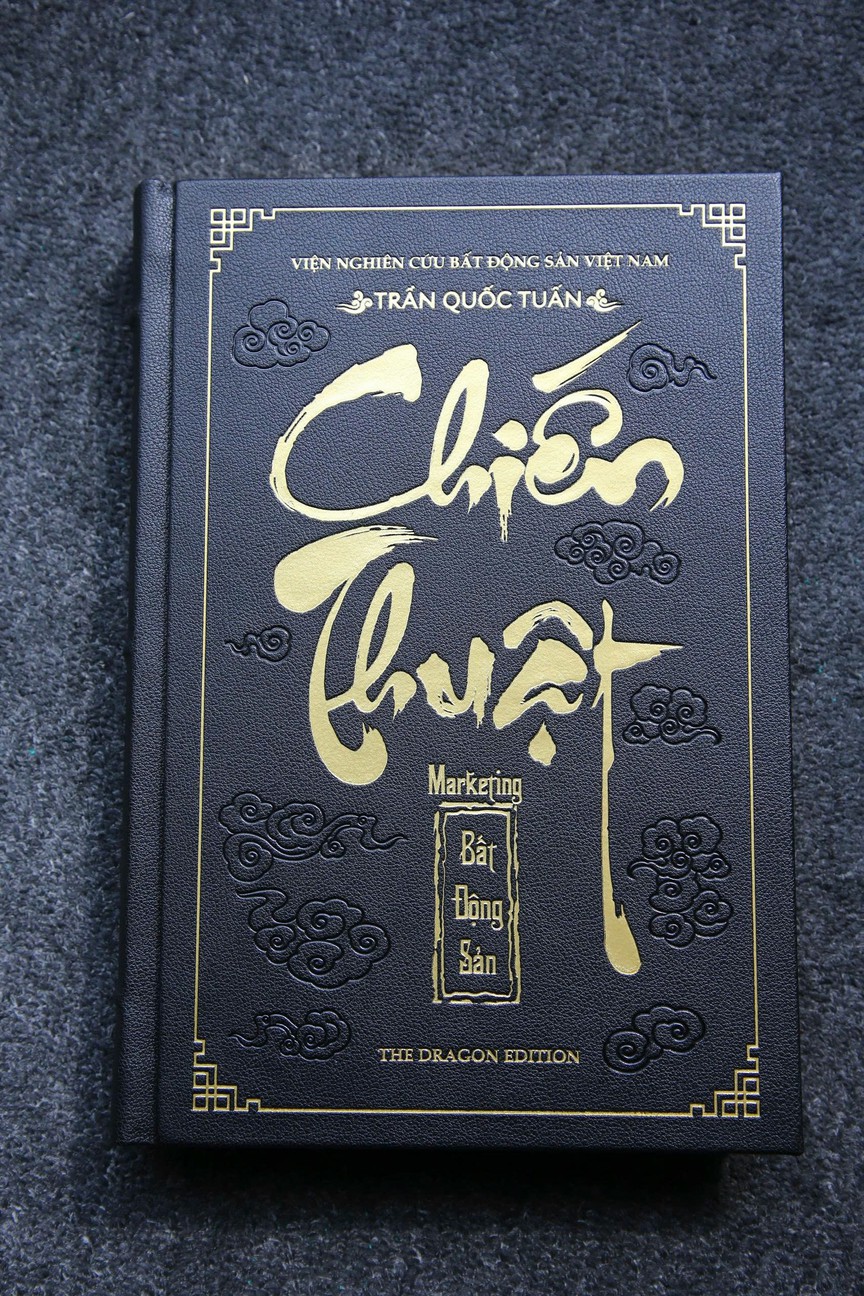 VIỆN NGHIÊN CỨU BẤT ĐỘNG SẢN VIỆT NAM
TRẦN QUỐC TUẤN
Chiến
Thuật
Marketing
Bất
Động
Sản
THE DRAGON EDITION